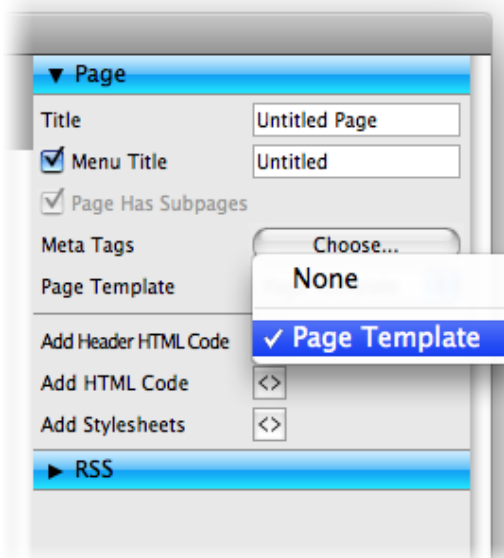 Page
Title Untitled Page
Menu Title Untitled
Page Has Subpages
Meta Tags Choose...
None
Page Template
Page Template
Add Header HTML Code
Add HTML Code <>
Add Stylesheets <>
RSS